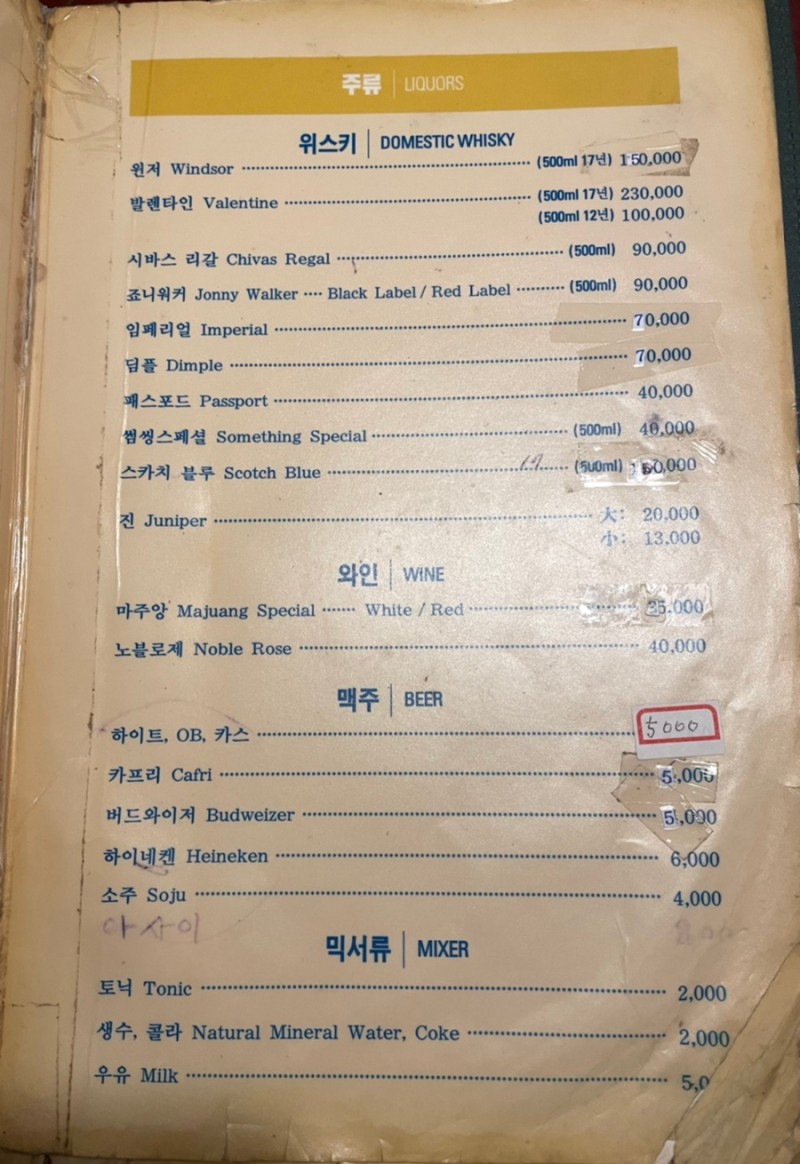 주류 | LIQUORS
위스키 | DOMESTIC WHISKY
윈저 Windsor (500ml 17년) 150,000
발렌타인 Valentine (500ml 17년) 230,000
(500ml 12년) 100,000
시바스 리갈 Chivas Regal (500ml) 90,000
죠니워커 Jonny Walker Black Label / Red Label (500ml) 90,000
임페리얼 Imperial 70,000
딤플 Dimple 70,000
패스포드 Passport 40,000
썸씽스페셜 Something Special (500ml) 40,000
스카치 블루 Scotch Blue (500ml)
진 Juniper 大: 20,000
小: 13,000
와인 | WINE
마주앙 Majuang Special White / Red
노블로제 Noble Rose 40,000
맥주 | BEER
하이트, OB, 카스 5000
카프리 Cafri 5,000
버드와이저 Budweizer 5,000
하이네켄 Heineken 6,000
소주 Soju 4,000
아사이
믹서류 | MIXER
토닉 Tonic 2,000
생수, 콜라 Natural Mineral Water, Coke 2,000
우유 Milk 5,0